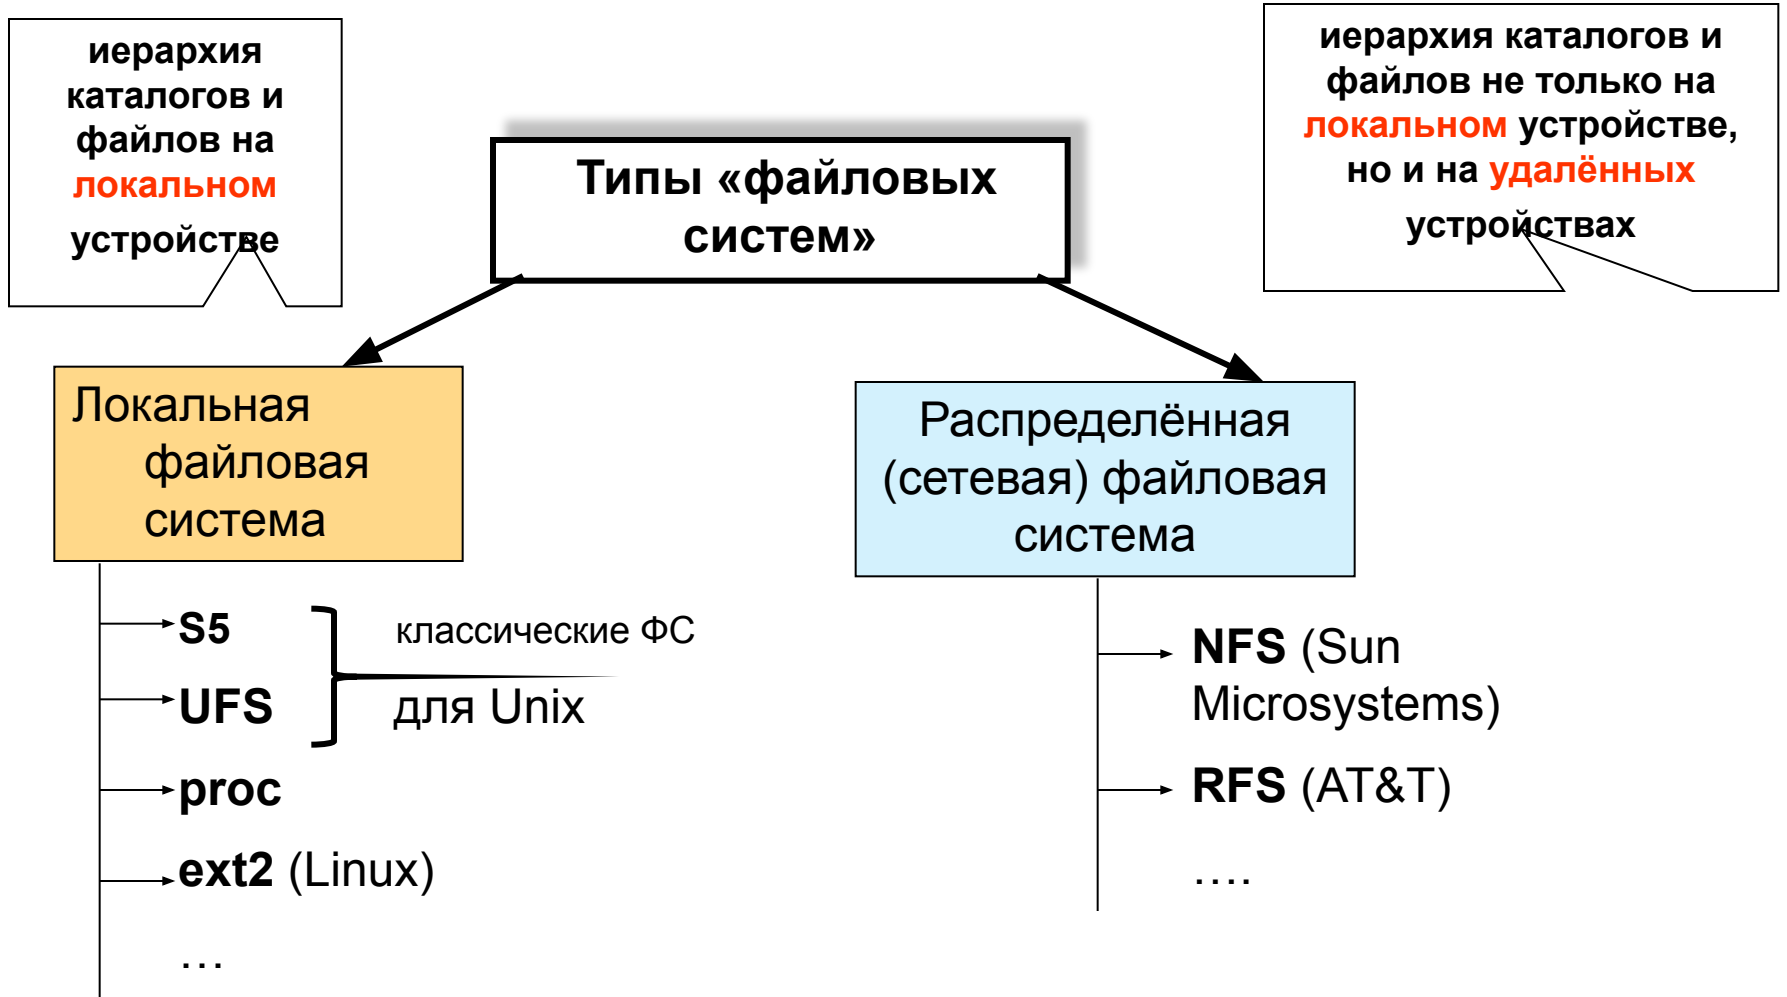 иерархия
каталогов и
файлов на
локальном
устройстве
иерархия каталогов и
файлов не только на
локальном устройстве,
но и на удалённых
устройствах
Типы «файловых
систем»
Локальная
файловая
система
S5
UFS
классические ФС
для Unix
proc
ext2 (Linux)
…
Распределённая
(сетевая) файловая
система
NFS (Sun
Microsystems)
RFS (AT&T)
….